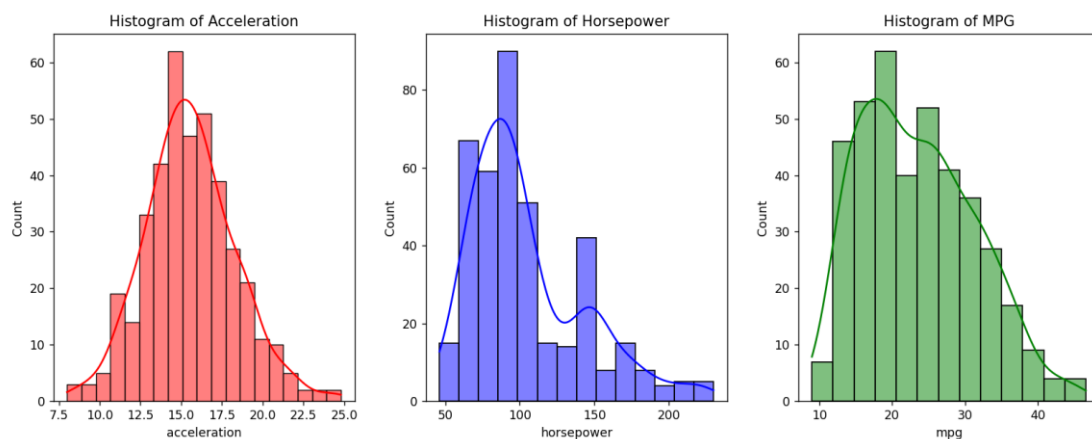 Histogram of Acceleration
60
50
40
30
20
10
0
Count
7.5 10.0 12.5 15.0 17.5 20.0 22.5 25.0
acceleration
Histogram of Horsepower
80
60
40
20
0
Count
50 100 150 200
horsepower
Histogram of MPG
60
50
40
30
20
10
0
Count
10 20 30 40
mpg